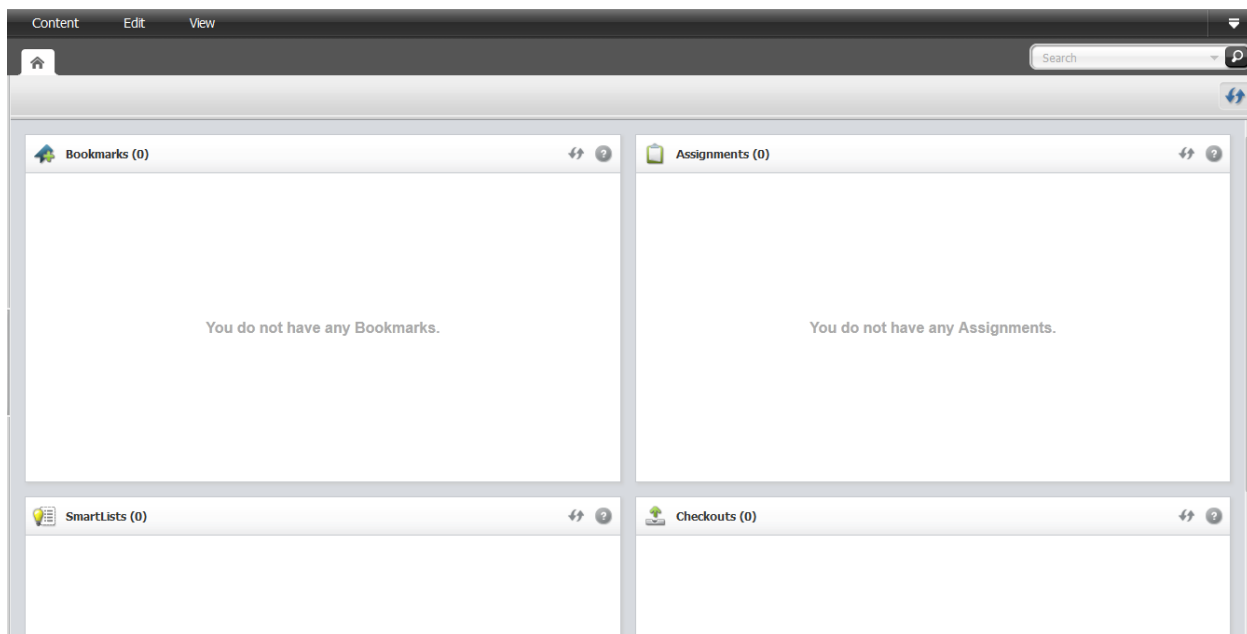 Content Edit View
Search
Bookmarks (0)
Assignments (0)
You do not have any Bookmarks.
You do not have any Assignments.
SmartLists (0)
Checkouts (0)